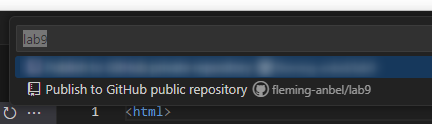 lab9
Publish to GitHub public repository fleming-anbel/lab9
1 <html>